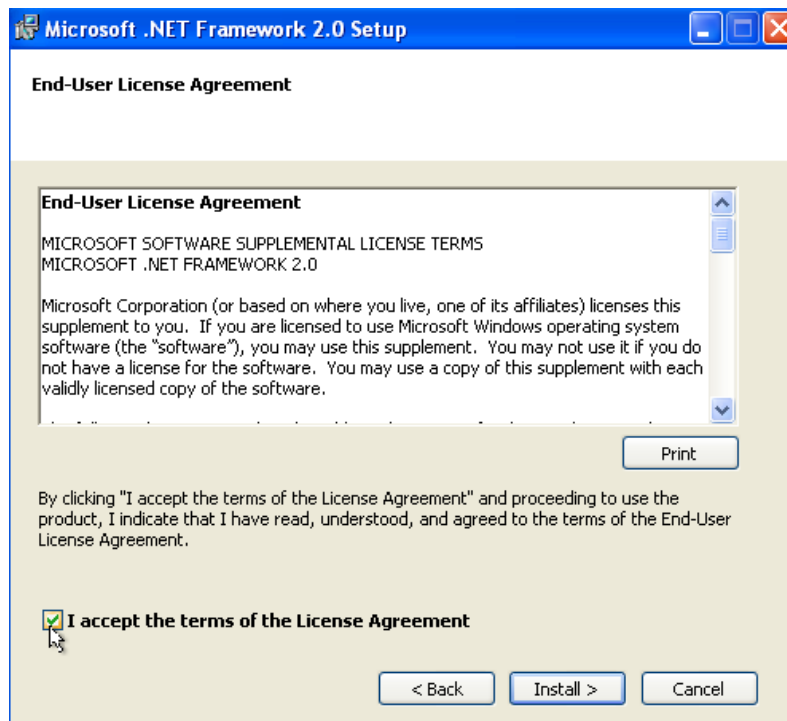 Microsoft .NET Framework 2.0 Setup
End-User License Agreement
End-User License Agreement
MICROSOFT SOFTWARE SUPPLEMENTAL LICENSE TERMS
MICROSOFT .NET FRAMEWORK 2.0
Microsoft Corporation (or based on where you live, one of its affiliates) licenses this
supplement to you.  If you are licensed to use Microsoft Windows operating system
software (the “software”), you may use this supplement.  You may not use it if you do
not have a license for the software.  You may use a copy of this supplement with each
validly licensed copy of the software.
Print
By clicking "I accept the terms of the License Agreement" and proceeding to use the
product, I indicate that I have read, understood, and agreed to the terms of the End-User
License Agreement.
I accept the terms of the License Agreement
< Back
Install >
Cancel